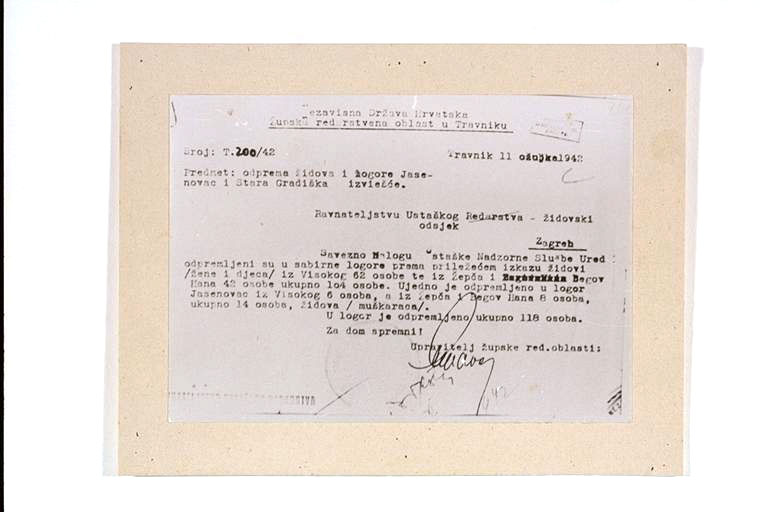 Nezavisna Država Hrvatska
Župska redarstvena oblast u Travniku
Broj: T.200/42
Travnik 11 ožujka 1942
Predmet: odprema židova i logore Jase-
novac i Stara Gradiška izviešće.
Ravnateljstvu Ustaškog Redarstva - židovski
odsjek
Zagreb
Savezno Nalogu Ustaške Nadzorne Službe Ured
odpremljeni su u sabirne logore prema priležećem izkazu židovi
/žene i djeca/ iz Visokog 62 osobe te iz Žepča i Begov
Hana 42 osobe ukupno 1o4 osobe. Ujedno je odpremljeno u logor
Jasenovac iz Visokog 6 osoba, a iz Žepča i Begov Hana 8 osoba,
ukupno 14 osoba, židova / muškaraca/.
U logor je odpremljeno ukupno 118 osoba.
Za dom spremni!
Upravitelj župske red.oblasti: